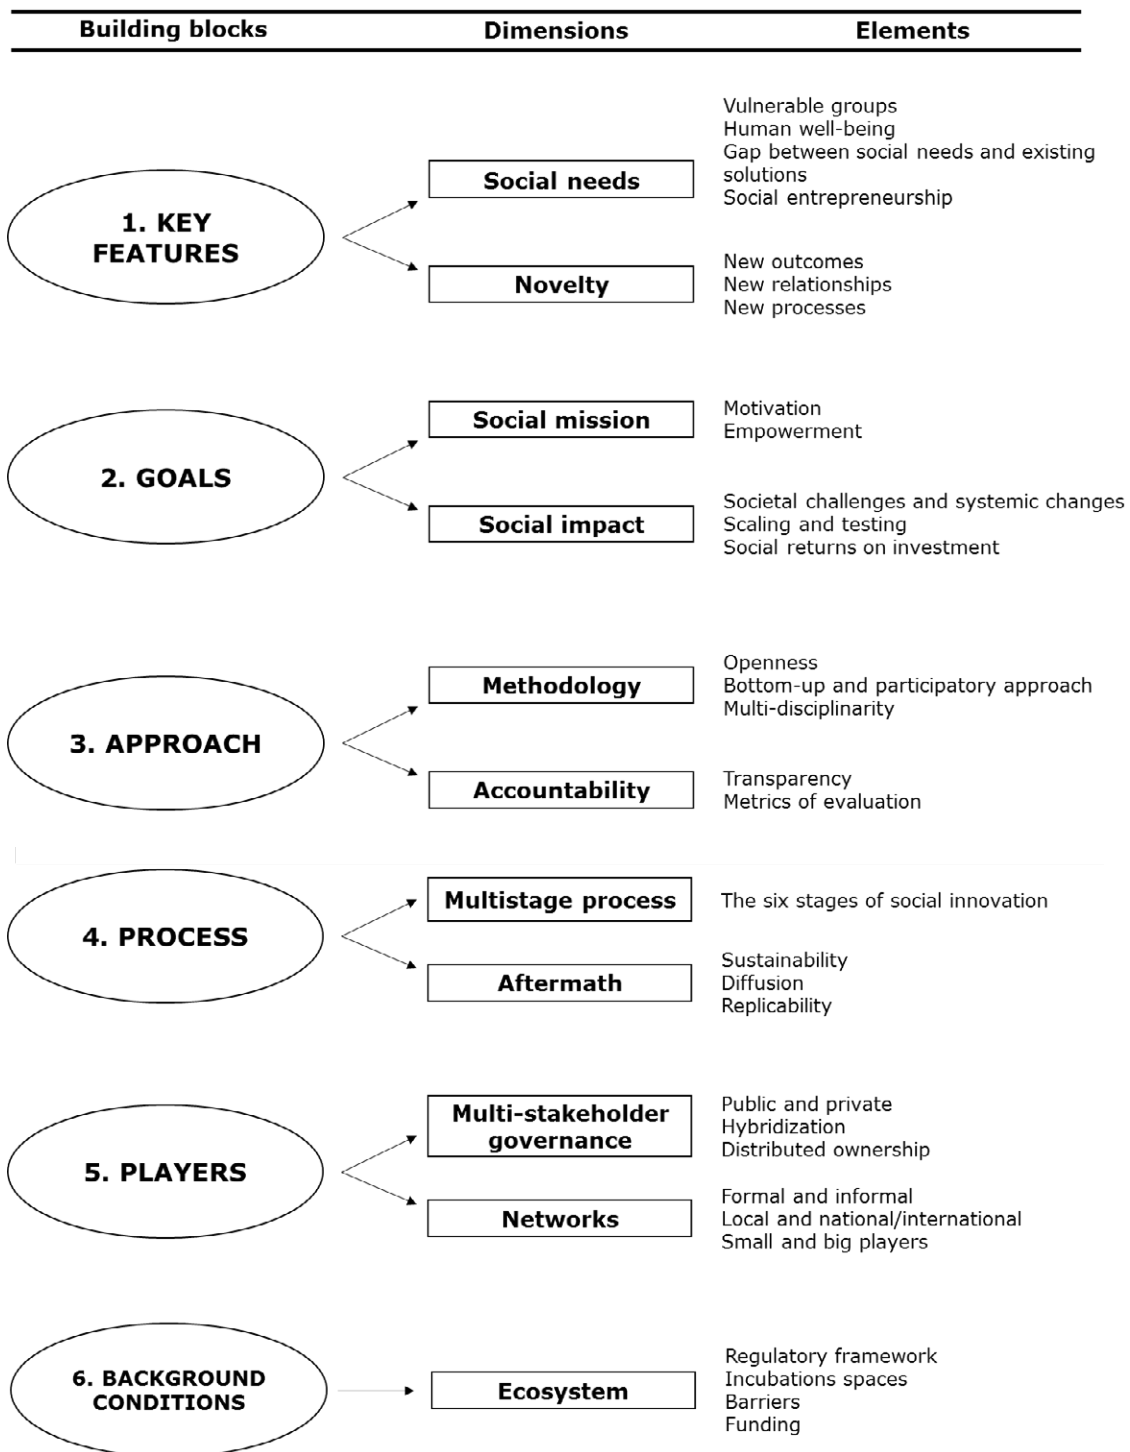 Building blocks
Dimensions
Elements
1. KEY
FEATURES
Social needs
Vulnerable groups
Human well-being
Gap between social needs and existing
solutions
Social entrepreneurship
Novelty
New outcomes
New relationships
New processes
2. GOALS
Social mission
Motivation
Empowerment
Social impact
Societal challenges and systemic changes
Scaling and testing
Social returns on investment
3. APPROACH
Methodology
Openness
Bottom-up and participatory approach
Multi-disciplinarity
Accountability
Transparency
Metrics of evaluation
4. PROCESS
Multistage process
The six stages of social innovation
Aftermath
Sustainability
Diffusion
Replicability
5. PLAYERS
Multi-stakeholder
governance
Public and private
Hybridization
Distributed ownership
Networks
Formal and informal
Local and national/international
Small and big players
6. BACKGROUND
CONDITIONS
Ecosystem
Regulatory framework
Incubations spaces
Barriers
Funding